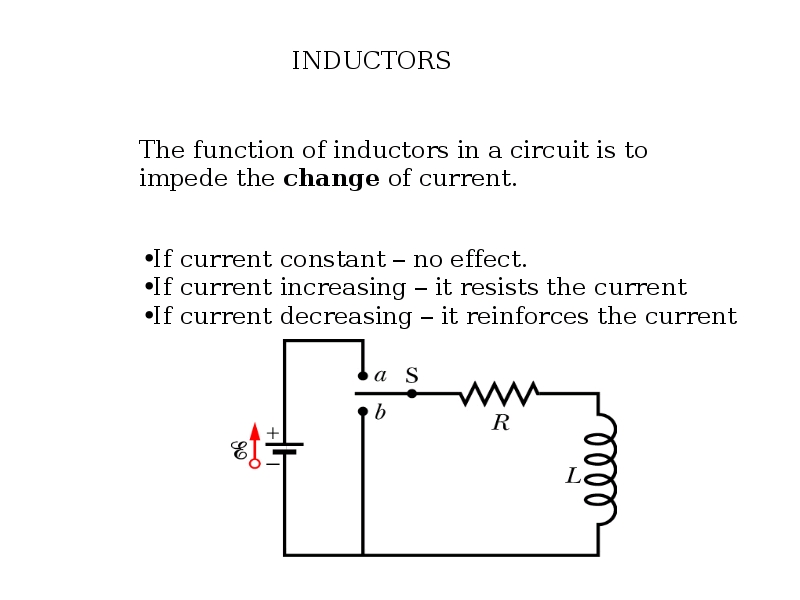 INDUCTORS
The function of inductors in a circuit is to
impede the change of current.
•If current constant – no effect.
•If current increasing – it resists the current
•If current decreasing – it reinforces the current
a S
b
R
+
ℰ
−
L